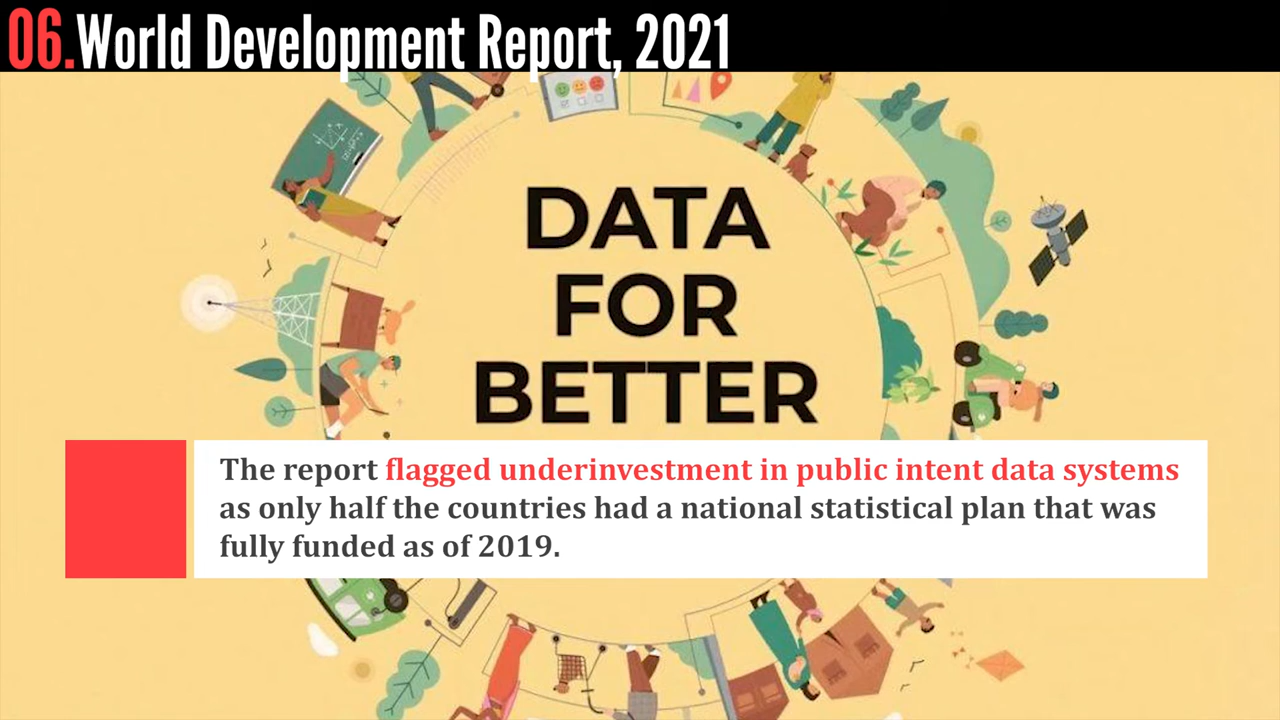 06.World Development Report, 2021
DATA
FOR
BETTER
The report flagged underinvestment in public intent data systems
as only half the countries had a national statistical plan that was
fully funded as of 2019.